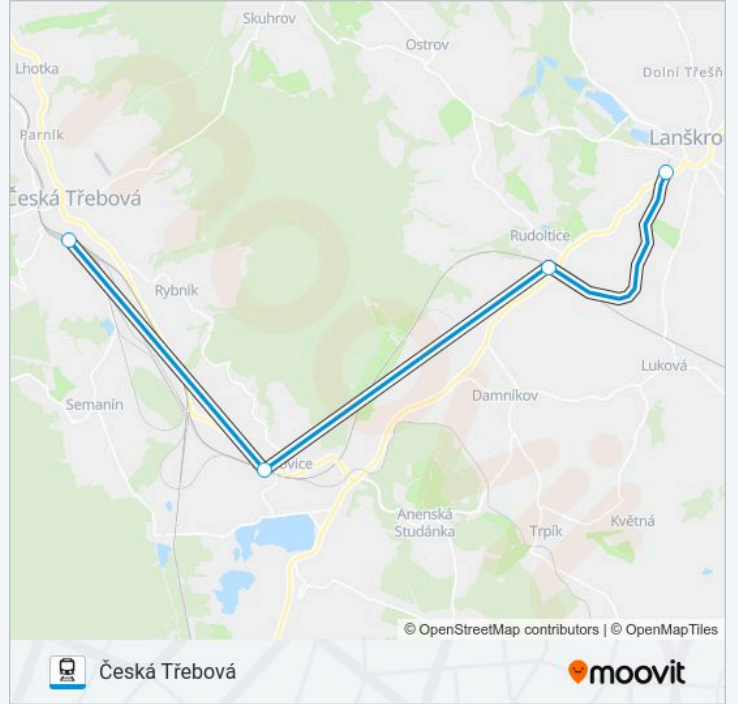 Skuhrov
Ostrov
Lhotka
Dolní Třešň
Parník
Lanškro
Česká Třebová
Rudoltice
Rybník
Luková
Damníkov
Semanín
ovice
Anenská
Studánka
Trpík
Květná
© OpenStreetMap contributors | © OpenMapTiles
Česká Třebová
moovit